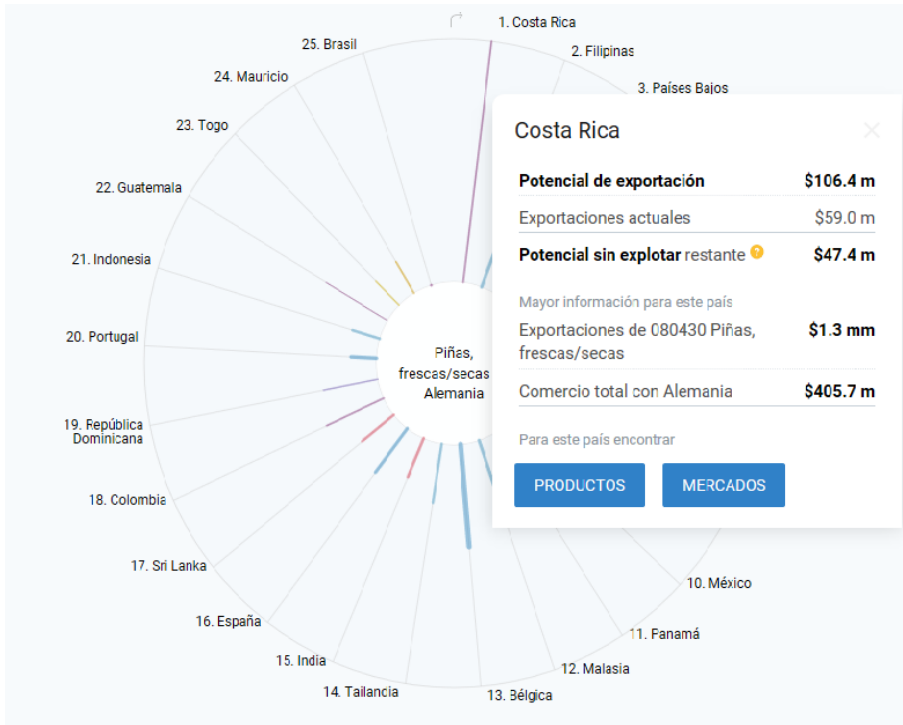 1. Costa Rica
2. Filipinas
3. Países Bajos
25. Brasil
24. Mauricio
23. Togo
22. Guatemala
21. Indonesia
20. Portugal
19. República
Dominicana
18. Colombia
17. Sri Lanka
16. España
15. India
14. Tailandia
13. Bélgica
12. Malasia
11. Panamá
10. México
Piñas,
frescas/secas
Alemania
Costa Rica
Potencial de exportación $106.4 m
Exportaciones actuales $59.0 m
Potencial sin explotar restante ? $47.4 m
Mayor información para este país
Exportaciones de 080430 Piñas, $1.3 mm
frescas/secas
Comercio total con Alemania $405.7 m
Para este país encontrar
PRODUCTOS MERCADOS